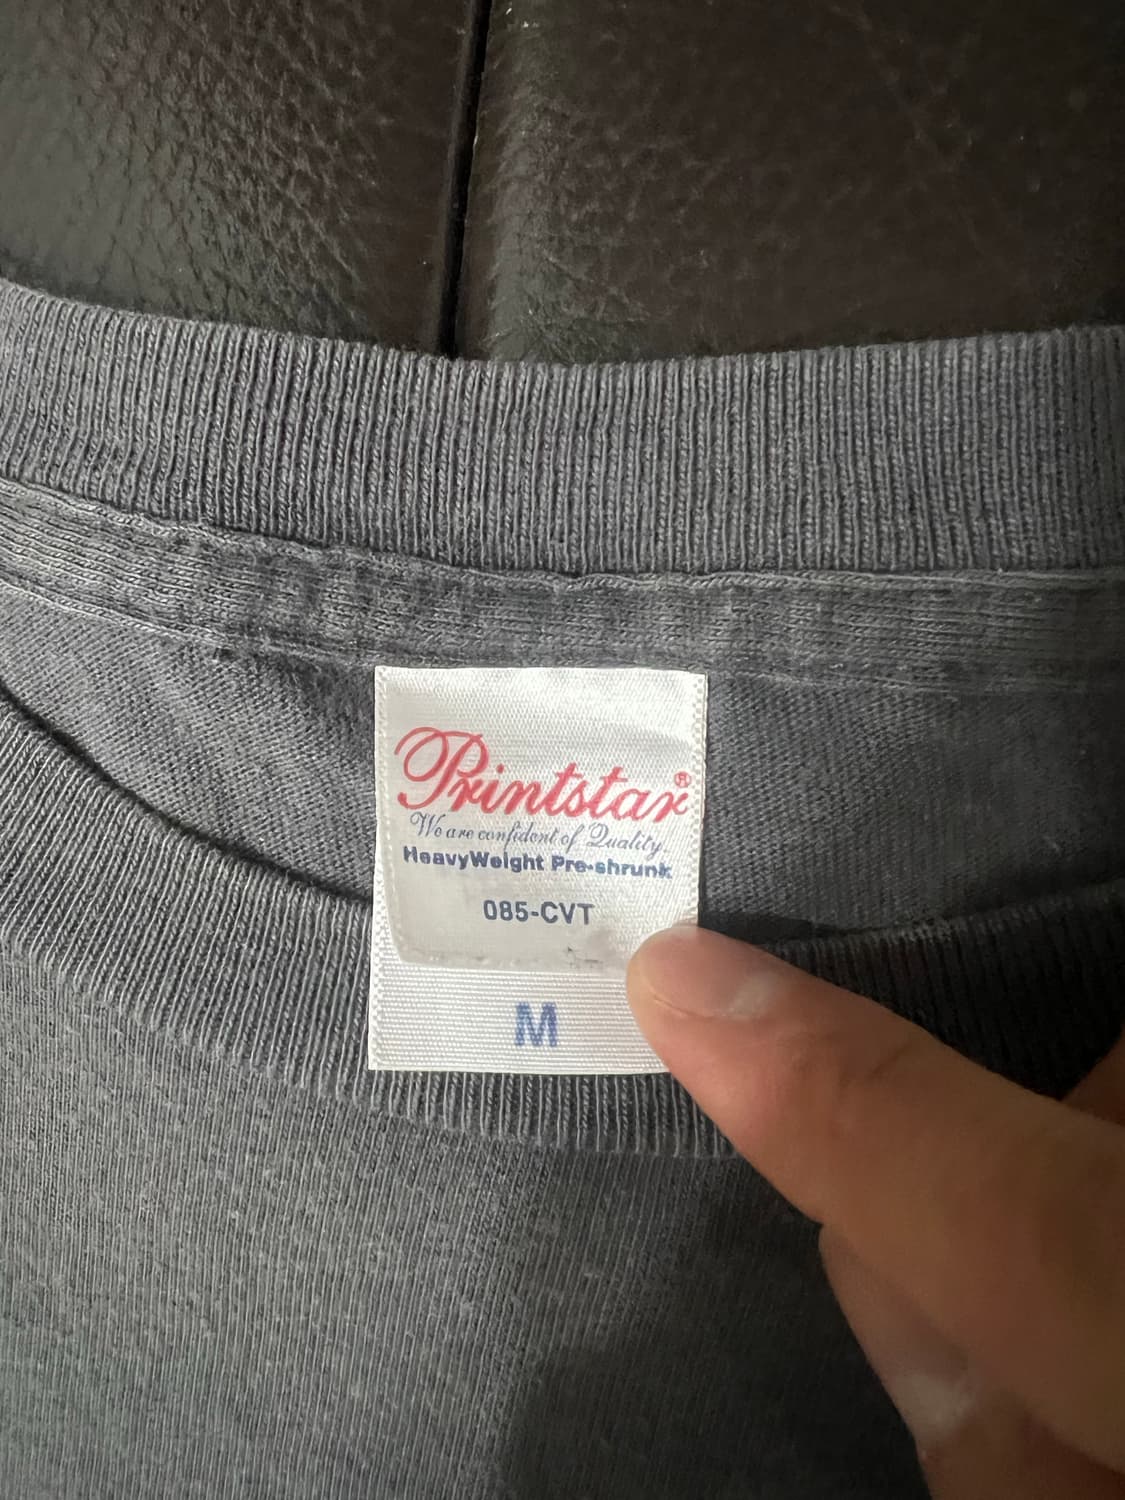 Printstar®
We are confident of Quality.
HeavyWeight Pre-shrunk
085-CVT
M